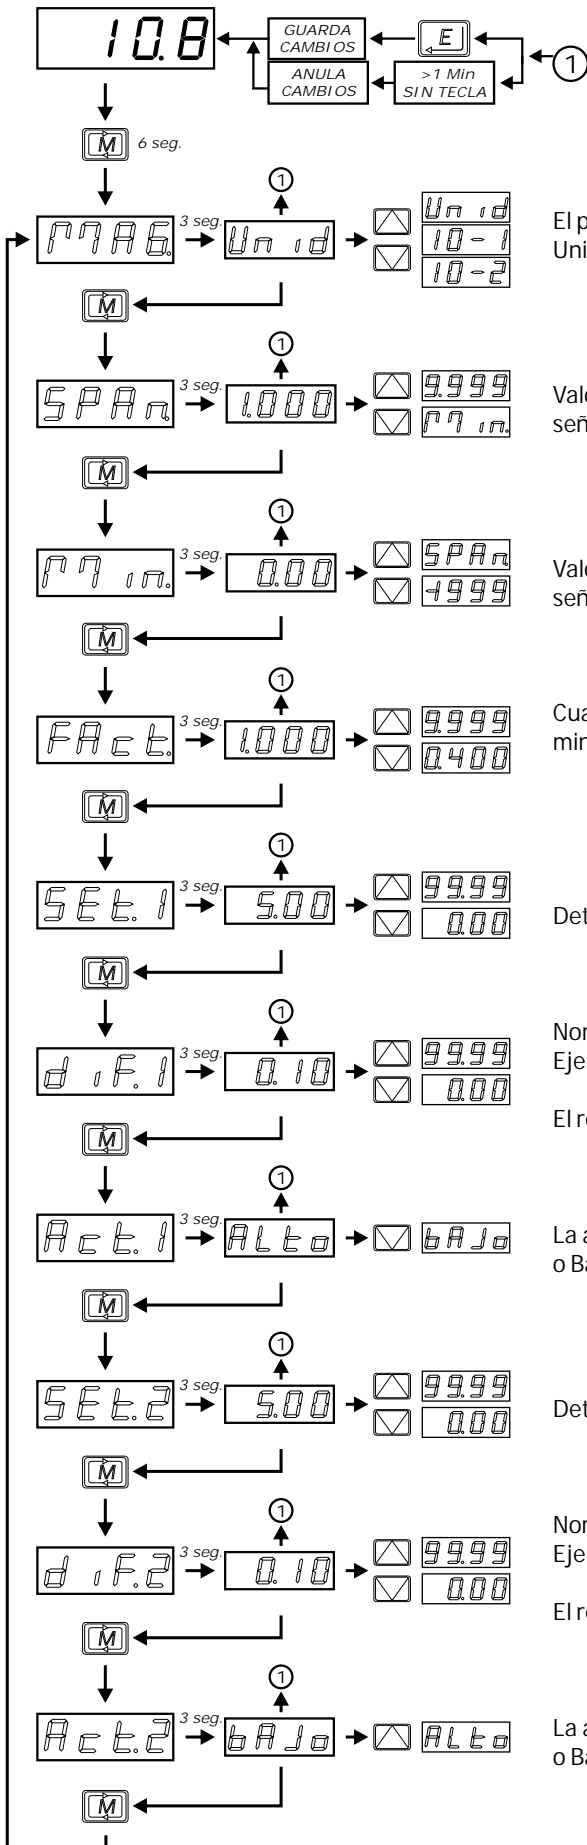 10.8
GUARDA
CAMBIOS
E
1
ANULA
CAMBIOS
>1 Min
SIN TECLA
M
6 seg.
1
MAG.
3 seg.
Unid
Unid
10-1
10-2
El p
Uni
M
1
SPAn.
3 seg.
1.000
9.999
Min.
Valo
señ
M
1
Min.
3 seg.
0.00
SPAn.
-1999
Valo
señ
M
1
FAct.
3 seg.
1.000
9.999
0.400
Cua
min
M
1
SEt.1
3 seg.
5.00
99.99
0.00
Det
M
1
diF.1
3 seg.
0.10
99.99
0.00
Nor
Eje
El re
M
1
Act.1
3 seg.
ALto
bAJo
La a
o Ba
M
1
SEt.2
3 seg.
5.00
99.99
0.00
Det
M
1
diF.2
3 seg.
0.10
99.99
0.00
Nor
Eje
El re
M
1
Act.2
3 seg.
bAJo
ALto
La a
o Ba
M